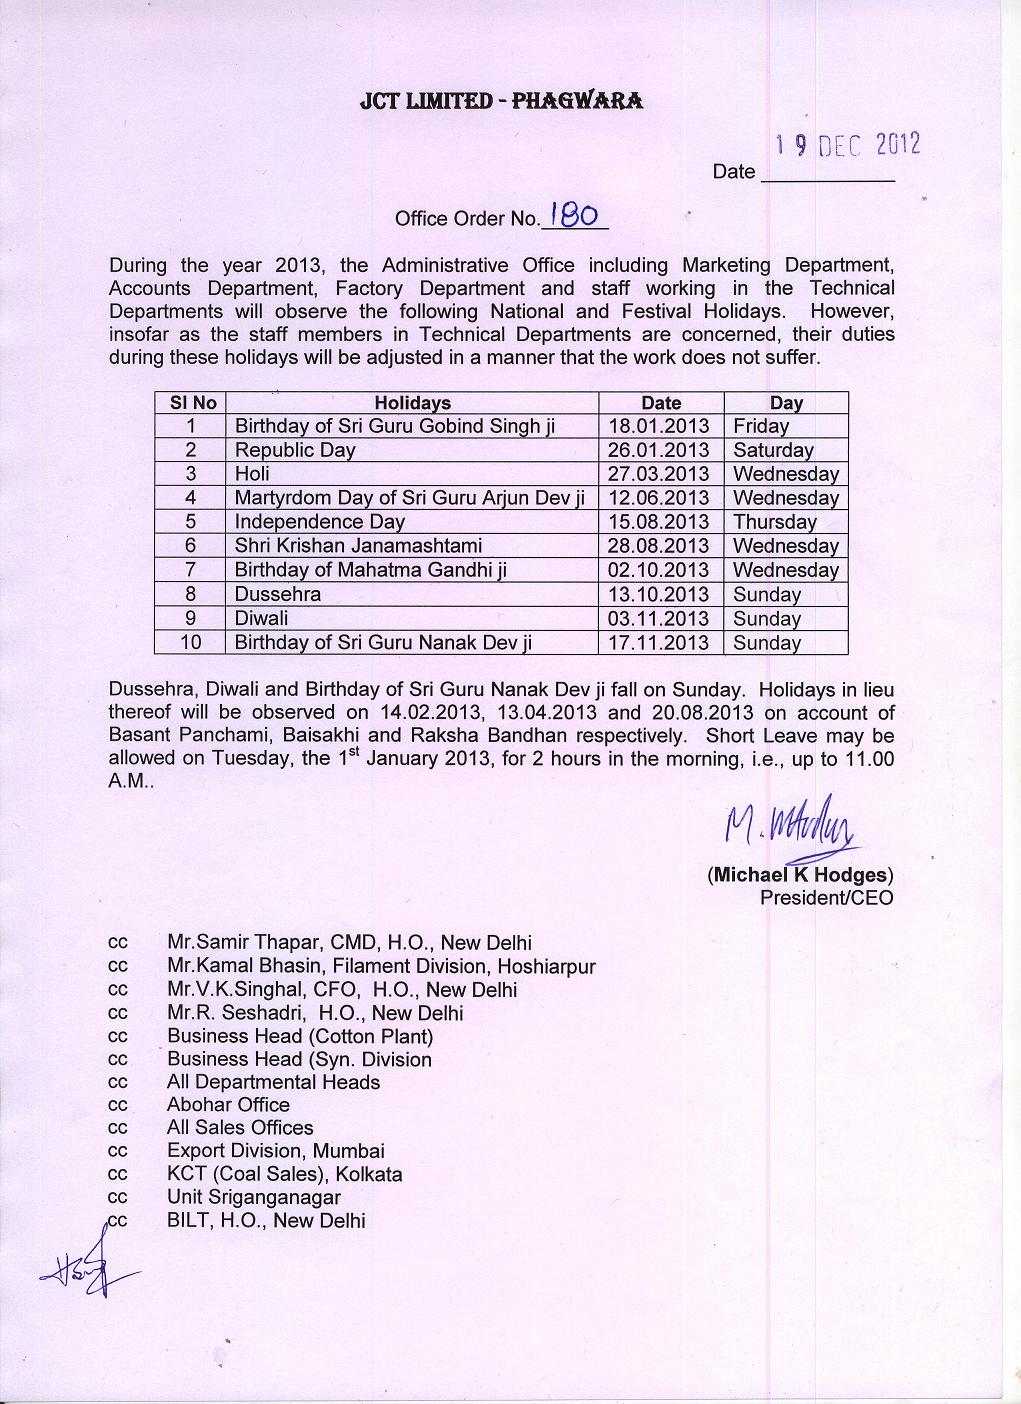 JCT LIMITED - PHAGWARA
19 DEC 2012
Date
Office Order No. 180
During the year 2013, the Administrative Office including Marketing Department,
Accounts Department, Factory Department and staff working in the Technical
Departments will observe the following National and Festival Holidays. However,
insofar as the staff members in Technical Departments are concerned, their duties
during these holidays will be adjusted in a manner that the work does not suffer.
Sl No Holidays Date Day
1 Birthday of Sri Guru Gobind Singh ji 18.01.2013 Friday
2 Republic Day 26.01.2013 Saturday
3 Holi 27.03.2013 Wednesday
4 Martyrdom Day of Sri Guru Arjun Dev ji 12.06.2013 Wednesday
5 Independence Day 15.08.2013 Thursday
6 Shri Krishan Janamashtami 28.08.2013 Wednesday
7 Birthday of Mahatma Gandhi ji 02.10.2013 Wednesday
8 Dussehra 13.10.2013 Sunday
9 Diwali 03.11.2013 Sunday
10 Birthday of Sri Guru Nanak Dev ji 17.11.2013 Sunday
Dussehra, Diwali and Birthday of Sri Guru Nanak Dev ji fall on Sunday. Holidays in lieu
thereof will be observed on 14.02.2013, 13.04.2013 and 20.08.2013 on account of
Basant Panchami, Baisakhi and Raksha Bandhan respectively. Short Leave may be
allowed on Tuesday, the 1st January 2013, for 2 hours in the morning, i.e., up to 11.00
A.M..
(Michael K Hodges)
President/CEO
cc Mr.Samir Thapar, CMD, H.O., New Delhi
cc Mr.Kamal Bhasin, Filament Division, Hoshiarpur
cc Mr.V.K.Singhal, CFO, H.O., New Delhi
cc Mr.R. Seshadri, H.O., New Delhi
cc Business Head (Cotton Plant)
cc Business Head (Syn. Division
cc All Departmental Heads
cc Abohar Office
cc All Sales Offices
cc Export Division, Mumbai
cc KCT (Coal Sales), Kolkata
cc Unit Sriganganagar
cc BILT, H.O., New Delhi